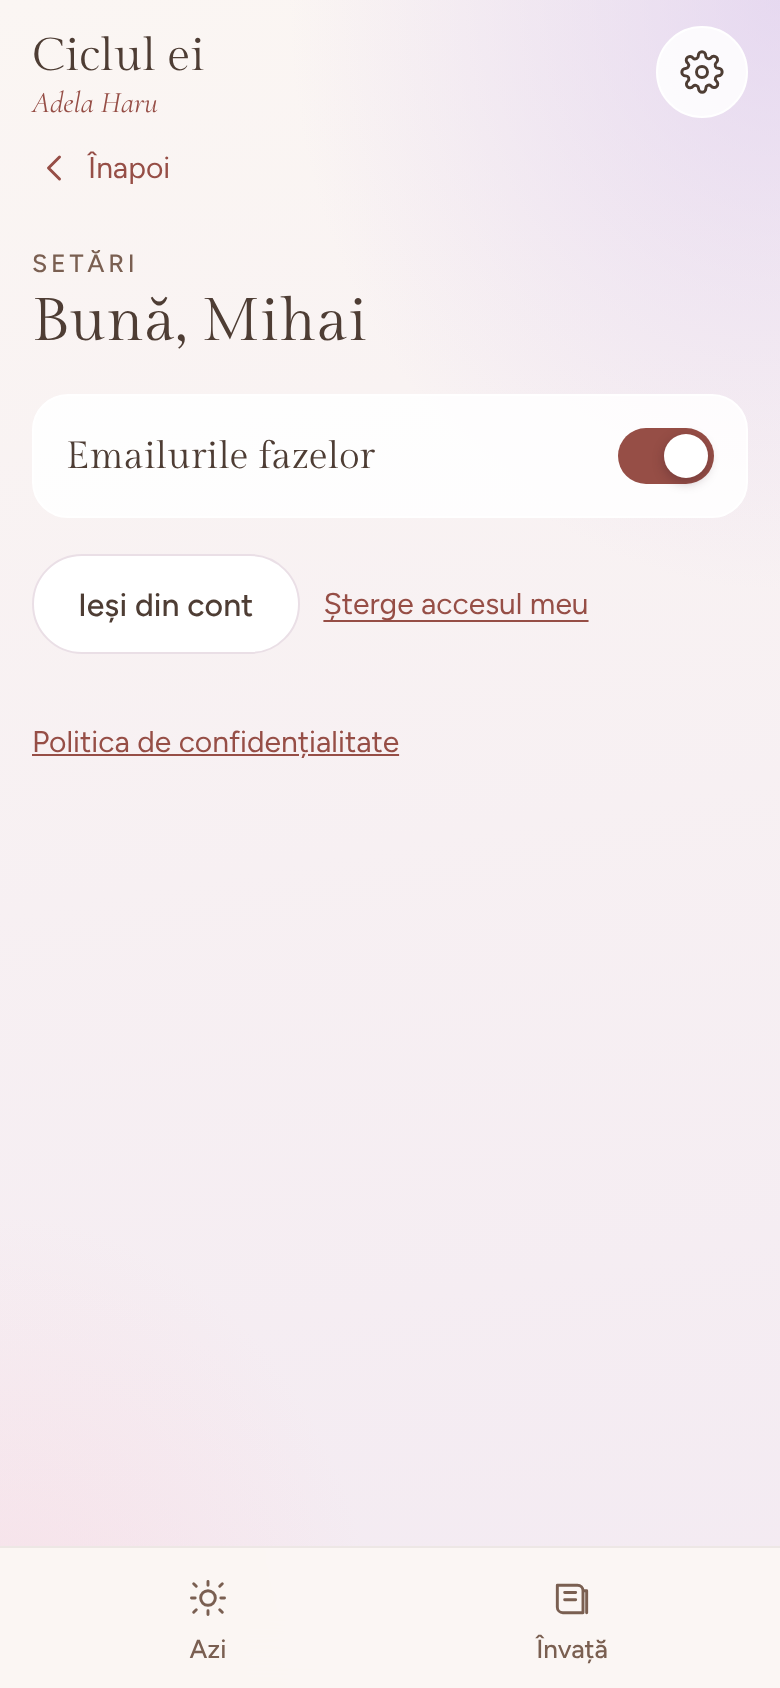 Ciclul ei
Adela Haru
Înapoi
SETĂRI
Bună, Mihai
Emailurile fazelor
Ieși din cont
Șterge accesul meu
Politica de confidențialitate
Azi
Învață